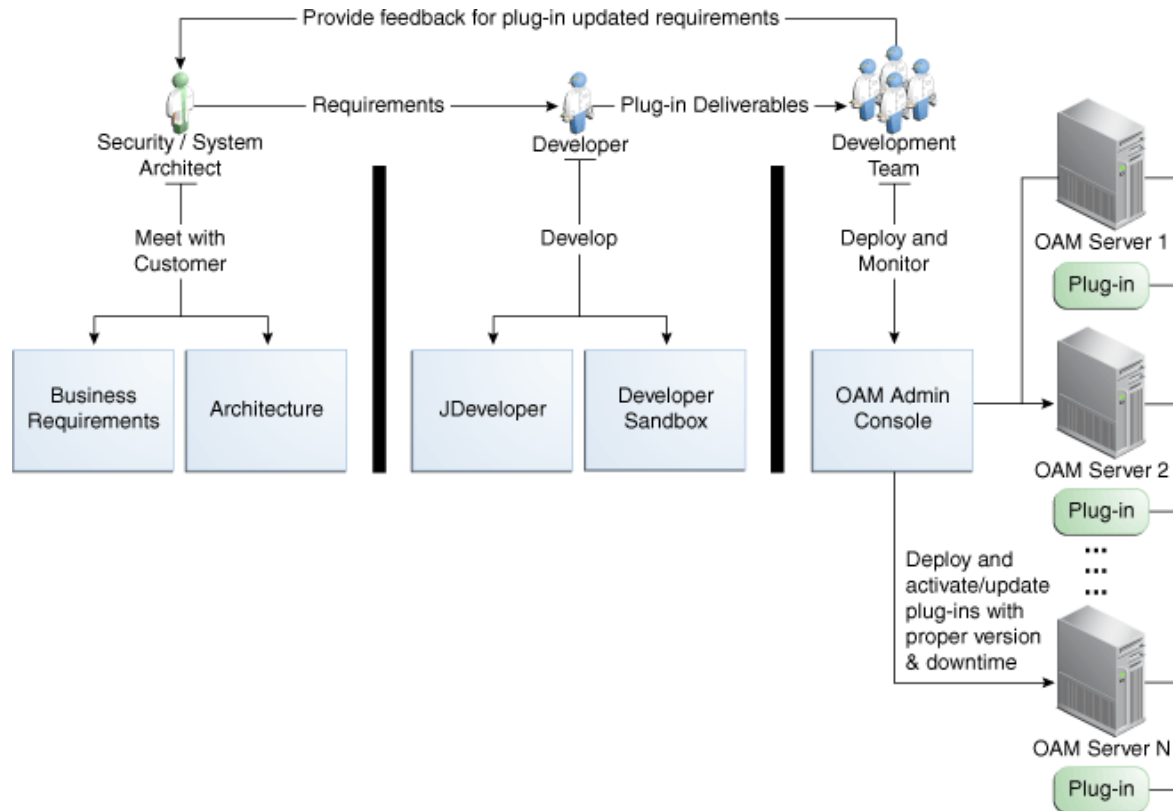 Provide feedback for plug-in updated requirements
Requirements
Plug-in Deliverables
Security / System
Architect
Developer
Development
Team
Meet with
Customer
Develop
Deploy and
Monitor
Business
Requirements
Architecture
JDeveloper
Developer
Sandbox
OAM Admin
Console
OAM Server 1
Plug-in
OAM Server 2
Plug-in
...
...
...
Deploy and
activate/update
plug-ins with
proper version
& downtime
OAM Server N
Plug-in